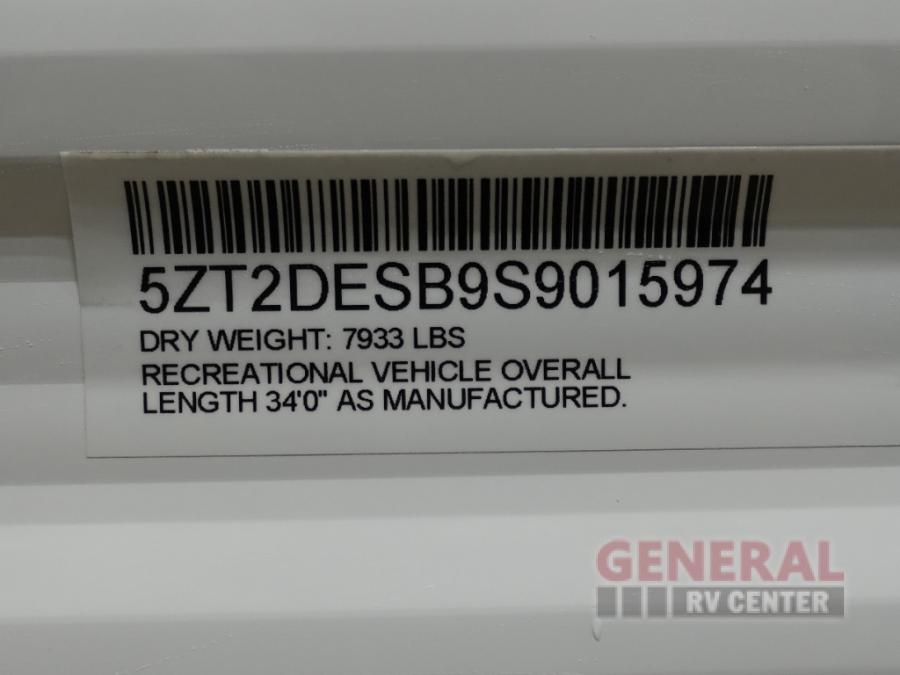 5ZT2DESB9S9015974
DRY WEIGHT: 7933 LBS
RECREATIONAL VEHICLE OVERALL
LENGTH 34'0" AS MANUFACTURED.
GENERAL
RV CENTER